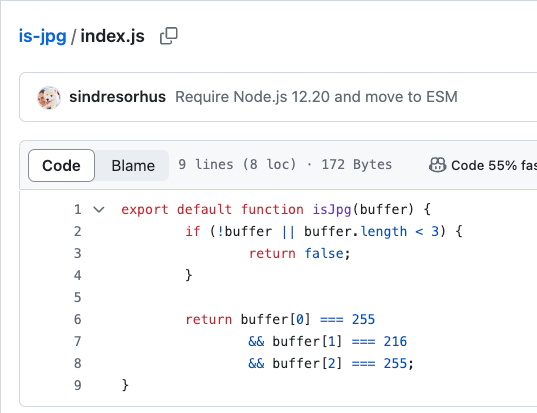 is-jpg / index.js
sindresorhus Require Node.js 12.20 and move to ESM
Code Blame 9 lines (8 loc) · 172 Bytes Code 55% fas
1 export default function isJpg(buffer) {
2 if (!buffer || buffer.length < 3) {
3 return false;
4 }
5
6 return buffer[0] === 255
7 && buffer[1] === 216
8 && buffer[2] === 255;
9 }